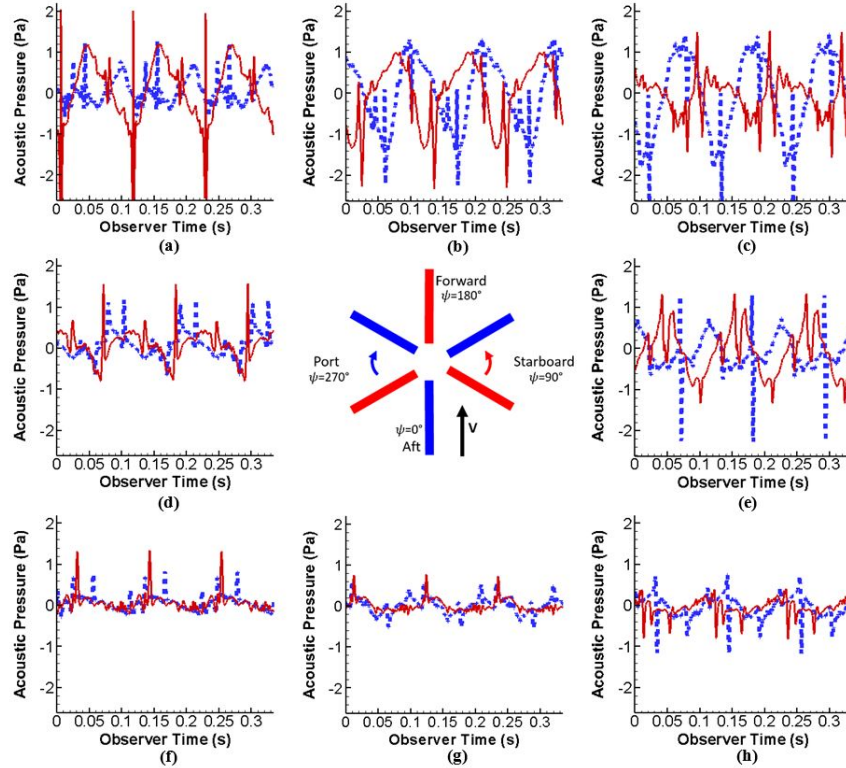 Acoustic Pressure (Pa)
2
1
0
-1
-2
0 0.05 0.1 0.15 0.2 0.25 0.3
Observer Time (s)
(a)
Acoustic Pressure (Pa)
2
1
0
-1
-2
0 0.05 0.1 0.15 0.2 0.25 0.3
Observer Time (s)
(b)
Acoustic Pressure (Pa)
2
1
0
-1
-2
0 0.05 0.1 0.15 0.2 0.25 0.3
Observer Time (s)
(c)
Acoustic Pressure (Pa)
2
1
0
-1
-2
0 0.05 0.1 0.15 0.2 0.25 0.3
Observer Time (s)
(d)
Forward
ψ=180°
Port
ψ=270°
Starboard
ψ=90°
ψ=0°
Aft
V
Acoustic Pressure (Pa)
2
1
0
-1
-2
0 0.05 0.1 0.15 0.2 0.25 0.3
Observer Time (s)
(e)
Acoustic Pressure (Pa)
2
1
0
-1
-2
0 0.05 0.1 0.15 0.2 0.25 0.3
Observer Time (s)
(f)
Acoustic Pressure (Pa)
2
1
0
-1
-2
0 0.05 0.1 0.15 0.2 0.25 0.3
Observer Time (s)
(g)
Acoustic Pressure (Pa)
2
1
0
-1
-2
0 0.05 0.1 0.15 0.2 0.25 0.3
Observer Time (s)
(h)